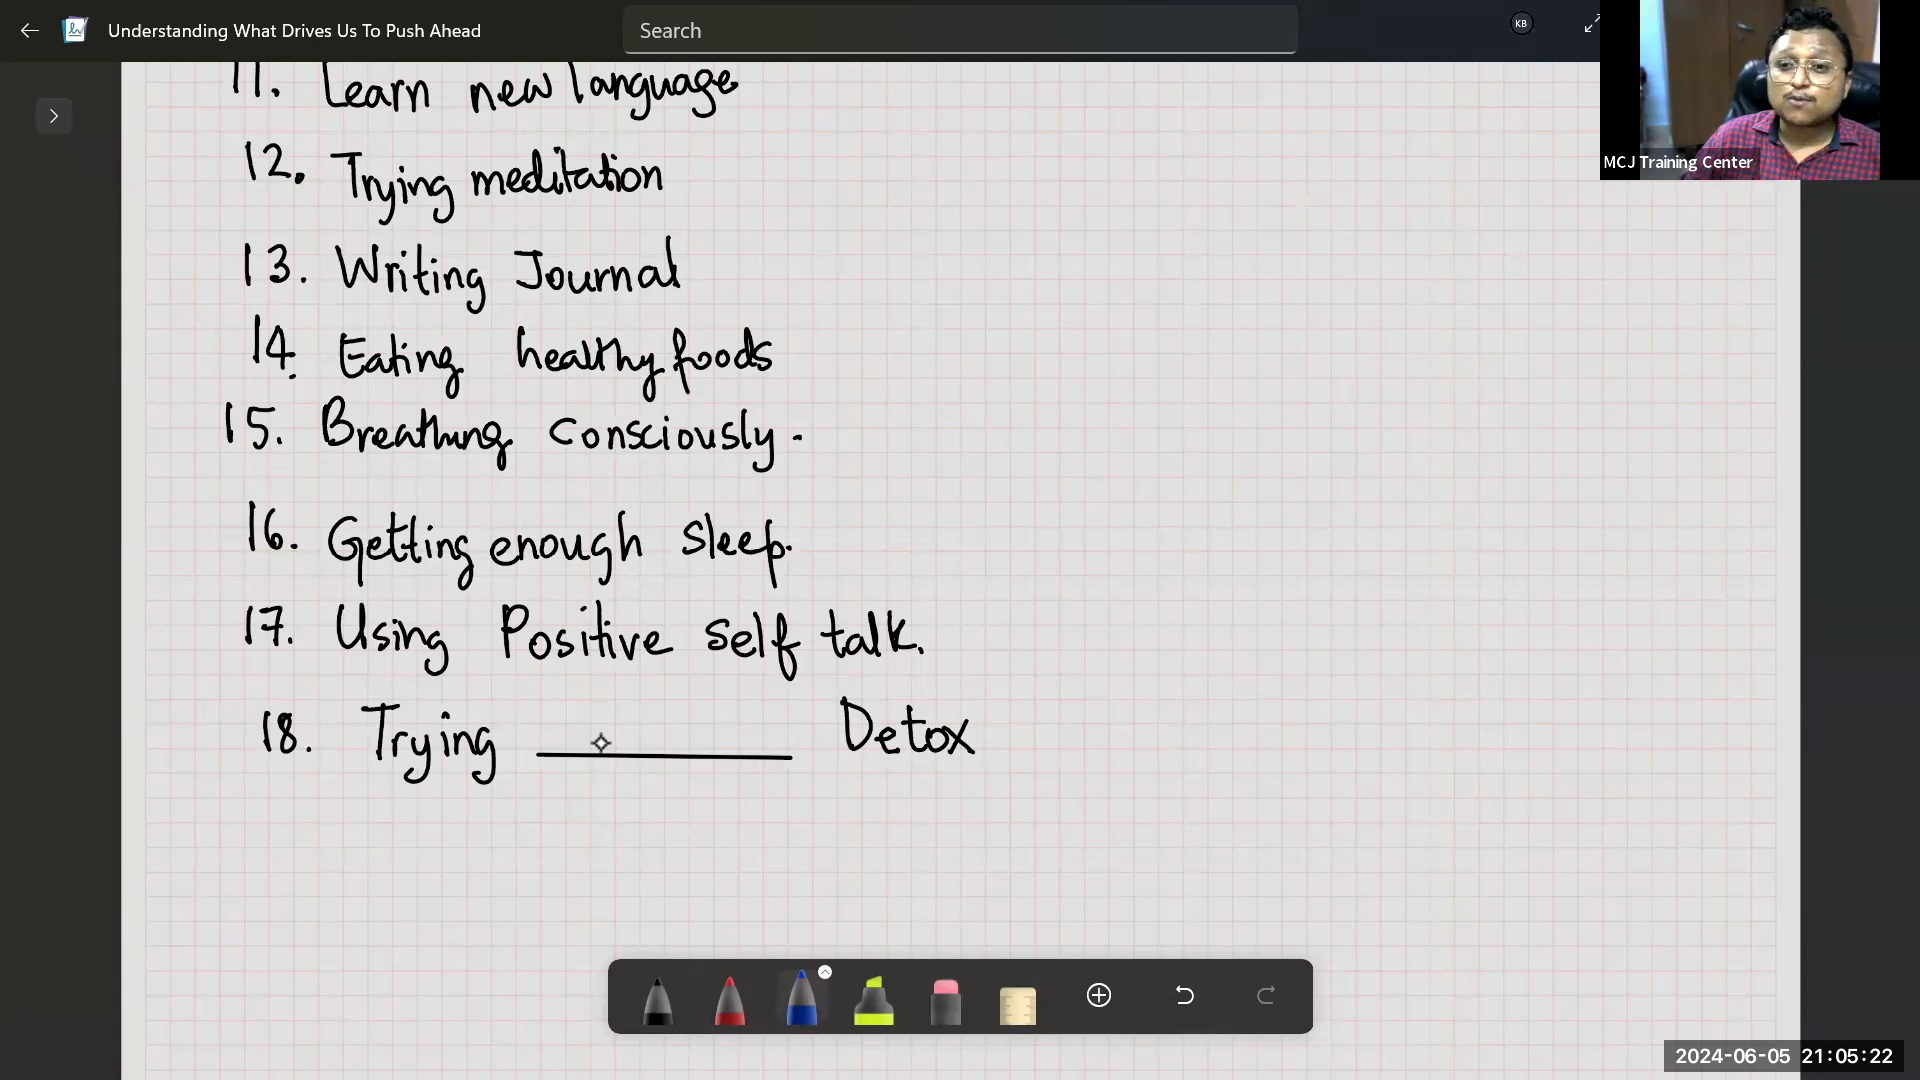 Understanding What Drives Us To Push Ahead
Search
KB
11. Learn new language
MCJ Training Center
12. Trying meditation
13. Writing Journal
14. Eating healthy foods
15. Breathing Consciously.
16. Getting enough sleep.
17. Using Positive self talk.
18. Trying ________ Detox
2024-06-05 21:05:22